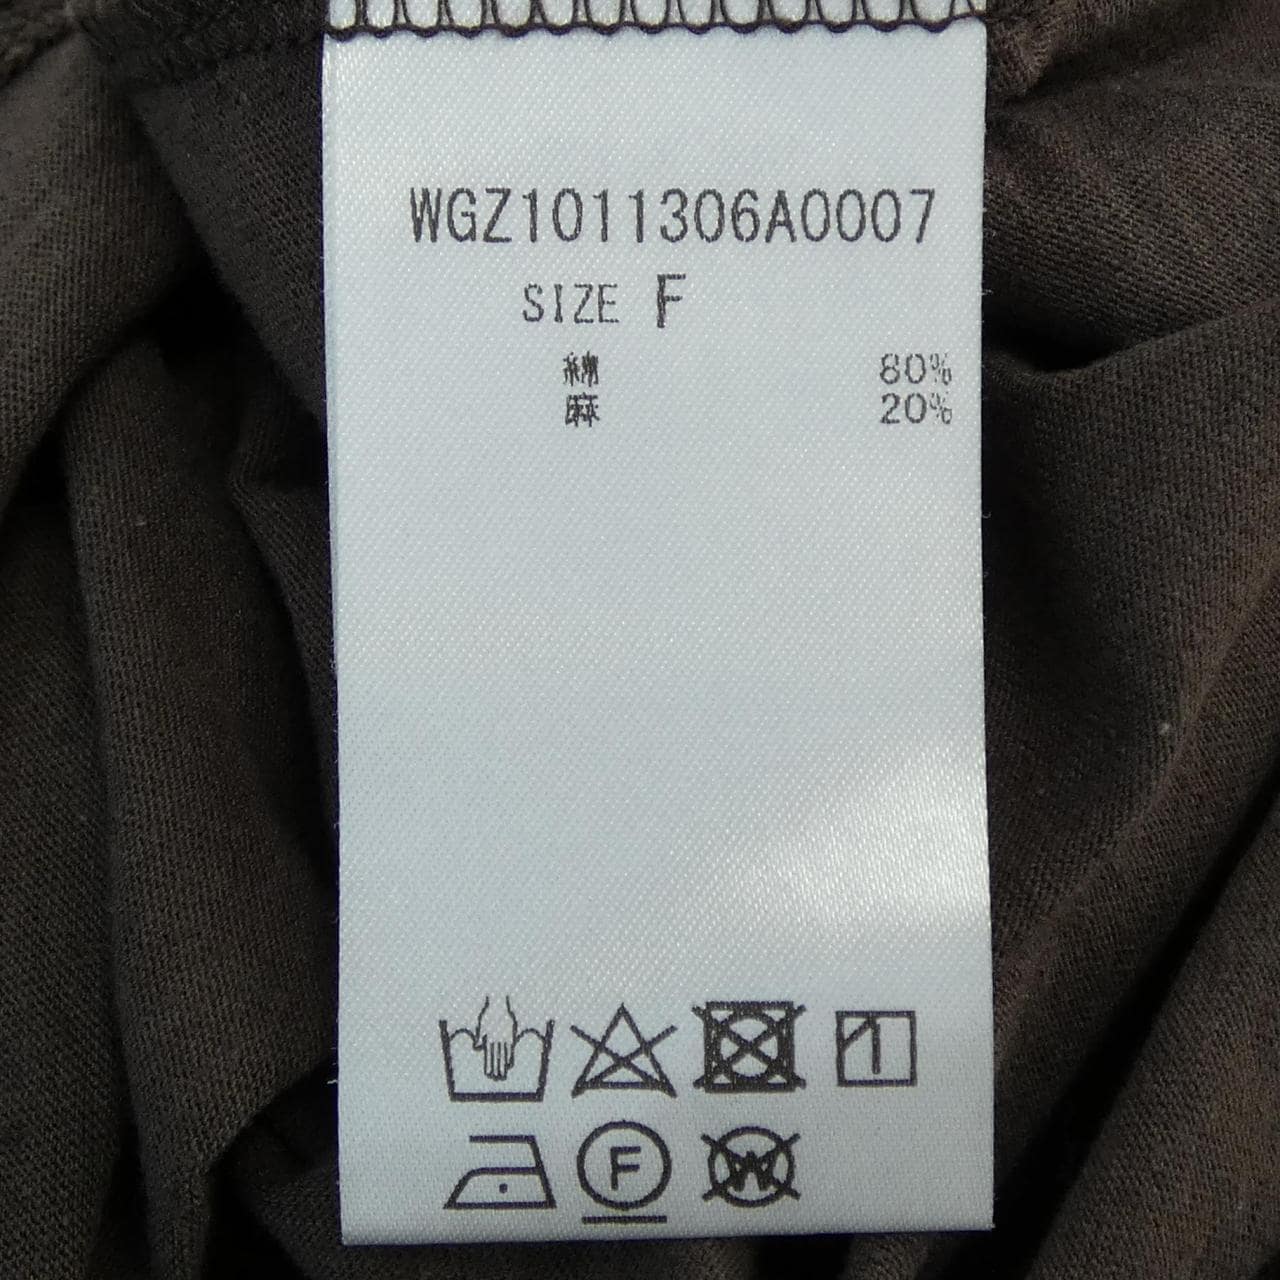 WGZ1011306A0007
SIZE F
綿 80%
麻 20%
F
W